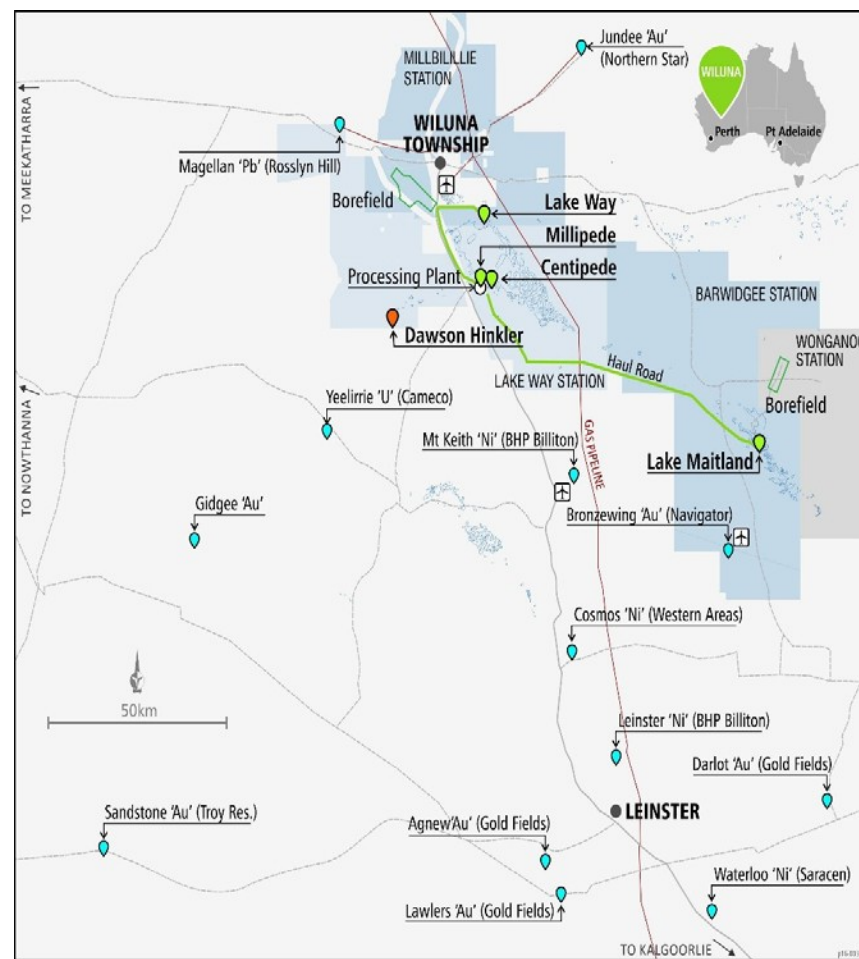 Jundee 'Au'
(Northern Star)
MILLBILILLIE
STATION
WILUNA
Perth
Pt Adelaide
WILUNA
TOWNSHIP
TO MEEKATHARRA
Magellan 'Pb' (Rosslyn Hill)
Borefield
Lake Way
Millipede
Centipede
Processing Plant
BARWIDGEE STATION
Dawson Hinkler
WONGANOO
STATION
Haul Road
LAKE WAY STATION
Borefield
TO NOWTHANNA
Yeelirrie 'U' (Cameco)
GAS PIPELINE
Mt Keith 'Ni' (BHP Billiton)
Lake Maitland
Gidgee 'Au'
Bronzewing 'Au' (Navigator)
Cosmos 'Ni' (Western Areas)
50km
Leinster 'Ni' (BHP Billiton)
Darlot 'Au' (Gold Fields)
Sandstone 'Au' (Troy Res.)
LEINSTER
Agnew'Au' (Gold Fields)
Waterloo 'Ni' (Saracen)
Lawlers 'Au' (Gold Fields)
TO KALGOORLIE